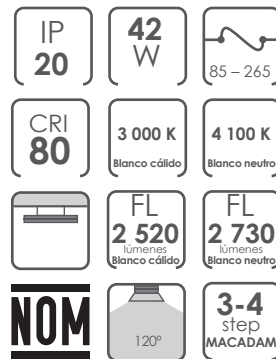 IP
20
42
W
85 – 265
CRI
80
3 000 K
Blanco cálido
4 100 K
Blanco neutro
FL
2 520
lúmenes
Blanco cálido
FL
2 730
lúmenes
Blanco neutro
NOM
120º
3-4
step
MACADAM